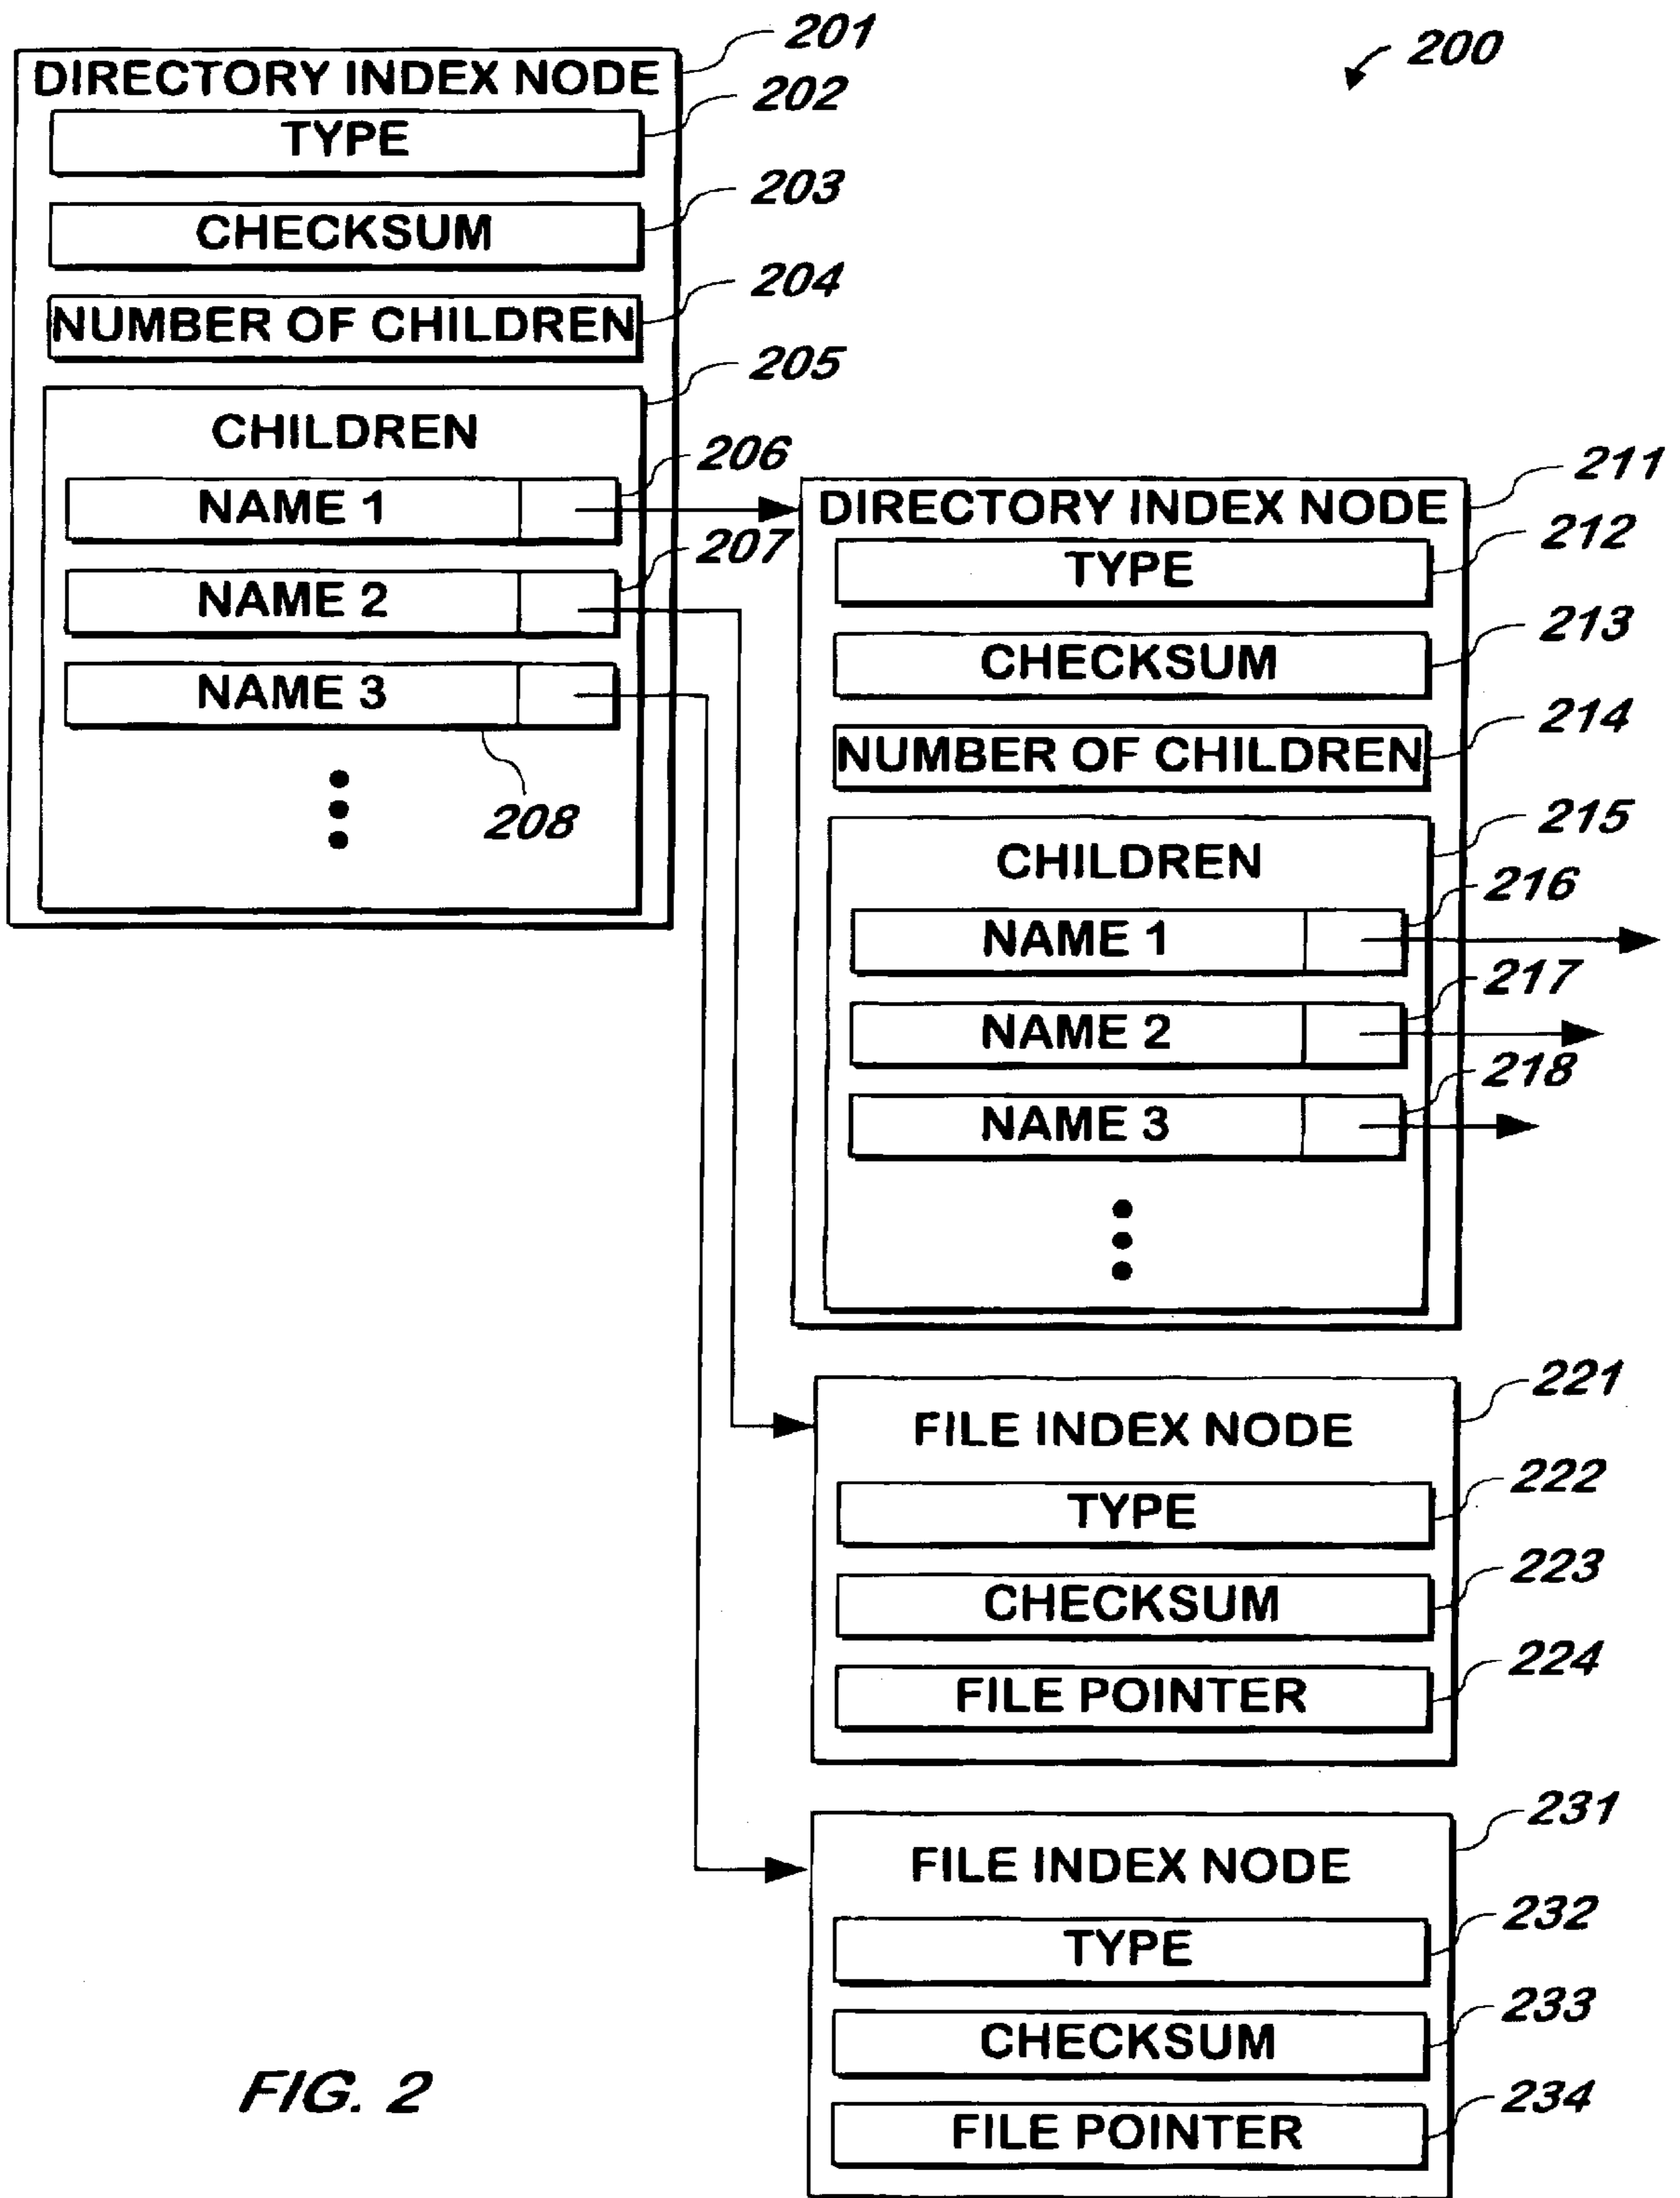 201
200
DIRECTORY INDEX NODE
202
TYPE
203
CHECKSUM
204
NUMBER OF CHILDREN
205
CHILDREN
206
NAME 1
207
NAME 2
NAME 3
208
211
DIRECTORY INDEX NODE
212
TYPE
213
CHECKSUM
214
NUMBER OF CHILDREN
215
CHILDREN
216
NAME 1
217
NAME 2
218
NAME 3
221
FILE INDEX NODE
222
TYPE
223
CHECKSUM
224
FILE POINTER
231
FILE INDEX NODE
232
TYPE
233
CHECKSUM
234
FILE POINTER
FIG. 2